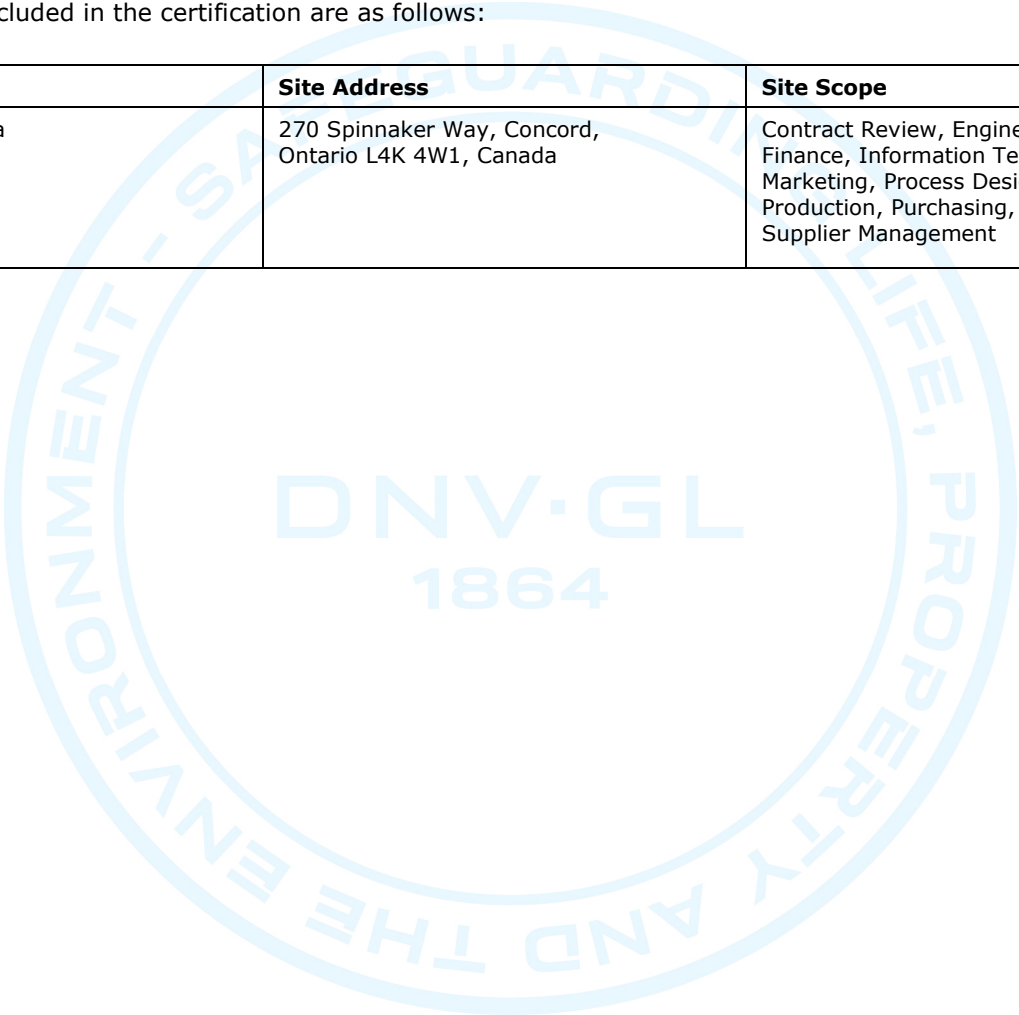 cluded in the certification are as follows:
Site Address
Site Scope
a
270 Spinnaker Way, Concord,
Ontario L4K 4W1, Canada
Contract Review, Engine
Finance, Information Te
Marketing, Process Desi
Production, Purchasing,
Supplier Management
SAFEGUARDING LIFE, PROPERTY AND THE ENVIRONMENT -
DNV·GL
1864